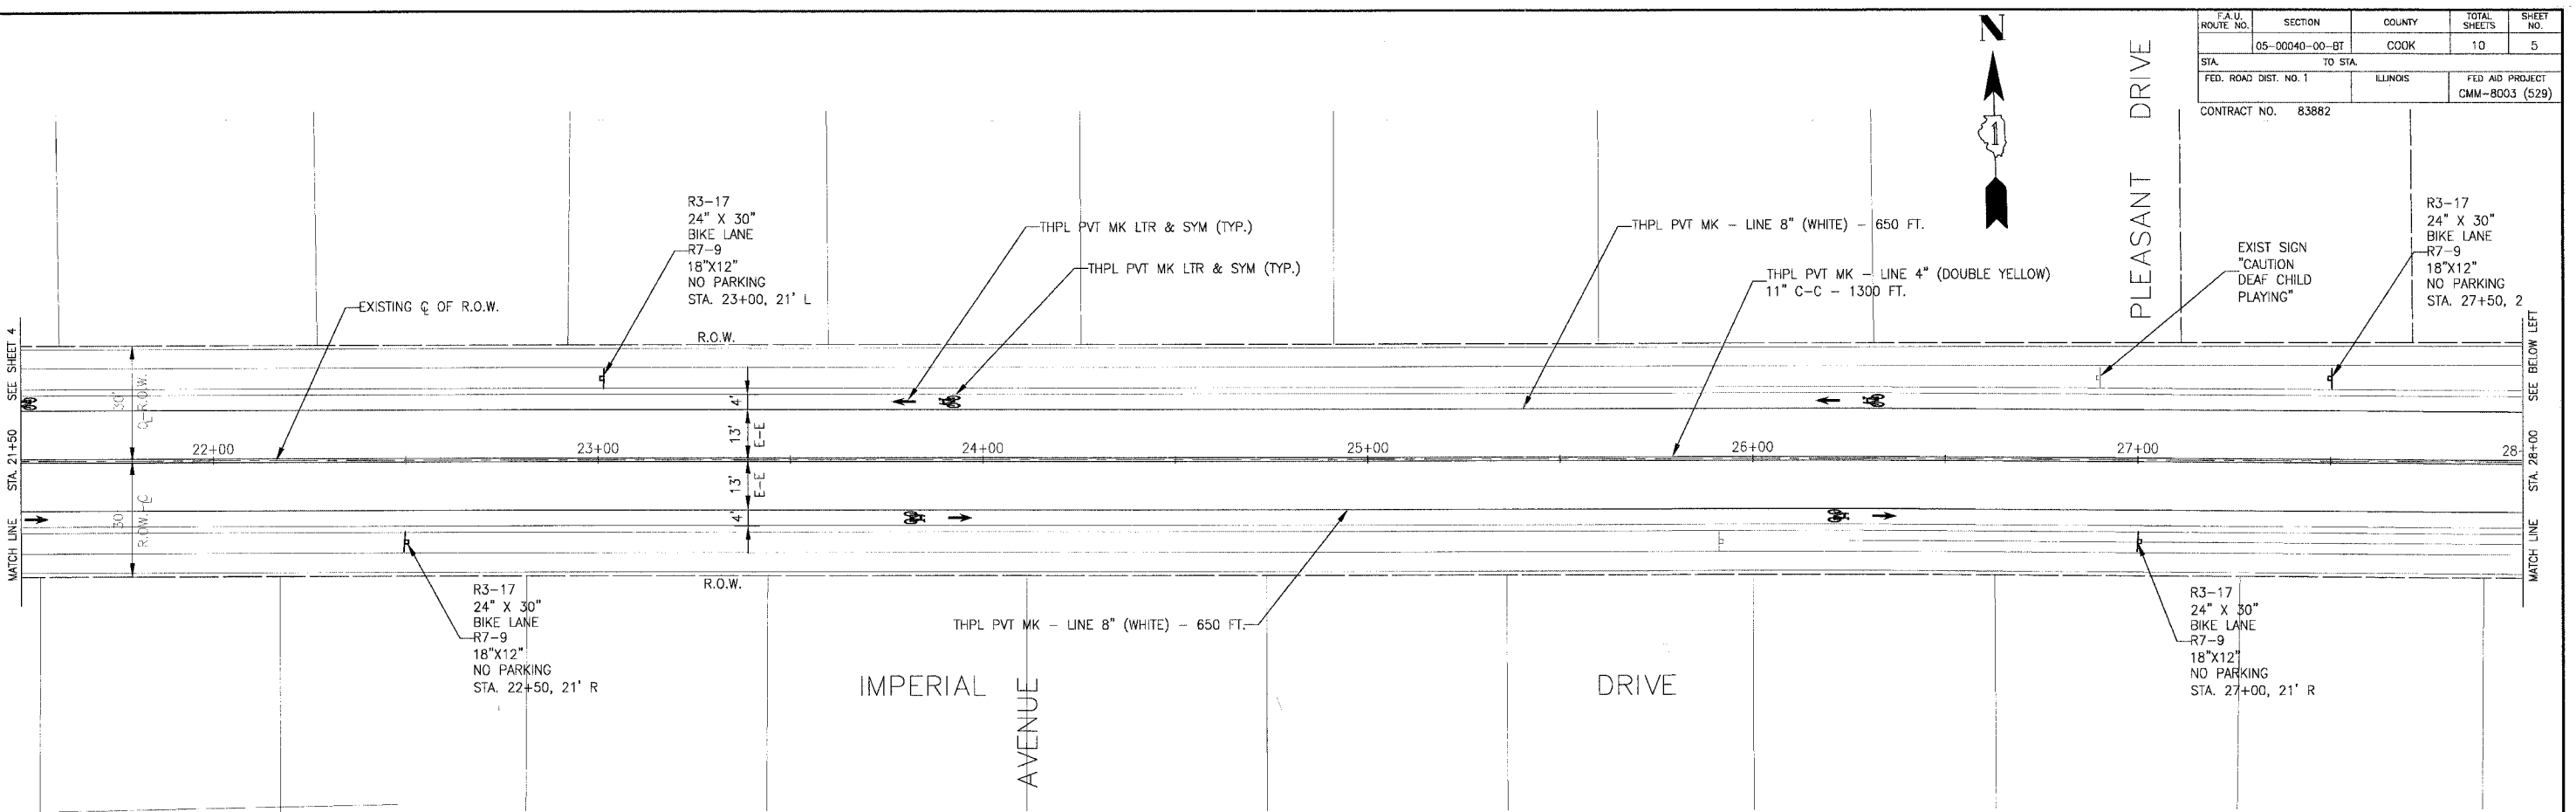 F.A.U. ROUTE NO. SECTION COUNTY TOTAL SHEETS SHEET NO.
05-00040-00-BT COOK 10 5
STA. TO STA.
FED. ROAD DIST. NO. 1 ILLINOIS FED AID PROJECT
CMM-8003 (529)
CONTRACT NO. 83882
N
1
PLEASANT DRIVE
R3-17
24" X 30"
BIKE LANE
R7-9
18"X12"
NO PARKING
STA. 23+00, 21' L
THPL PVT MK LTR & SYM (TYP.)
THPL PVT MK LTR & SYM (TYP.)
THPL PVT MK - LINE 8" (WHITE) - 650 FT.
THPL PVT MK - LINE 4" (DOUBLE YELLOW)
11" C-C - 1300 FT.
EXIST SIGN
"CAUTION
DEAF CHILD
PLAYING"
R3-17
24" X 30"
BIKE LANE
R7-9
18"X12"
NO PARKING
STA. 27+50, 2
EXISTING ℄ OF R.O.W.
R.O.W.
MATCH LINE STA. 21+50 SEE SHEET 4
30'
℄-R.O.W.
30'
R.O.W.-℄
4'
13'
E-E
13'
E-E
4'
22+00 23+00 24+00 25+00 26+00 27+00 28
MATCH LINE STA. 28+00 SEE BELOW LEFT
R.O.W.
R3-17
24" X 30"
BIKE LANE
R7-9
18"X12"
NO PARKING
STA. 22+50, 21' R
THPL PVT MK - LINE 8" (WHITE) - 650 FT.
R3-17
24" X 30"
BIKE LANE
R7-9
18"X12"
NO PARKING
STA. 27+00, 21' R
IMPERIAL DRIVE
AVENUE